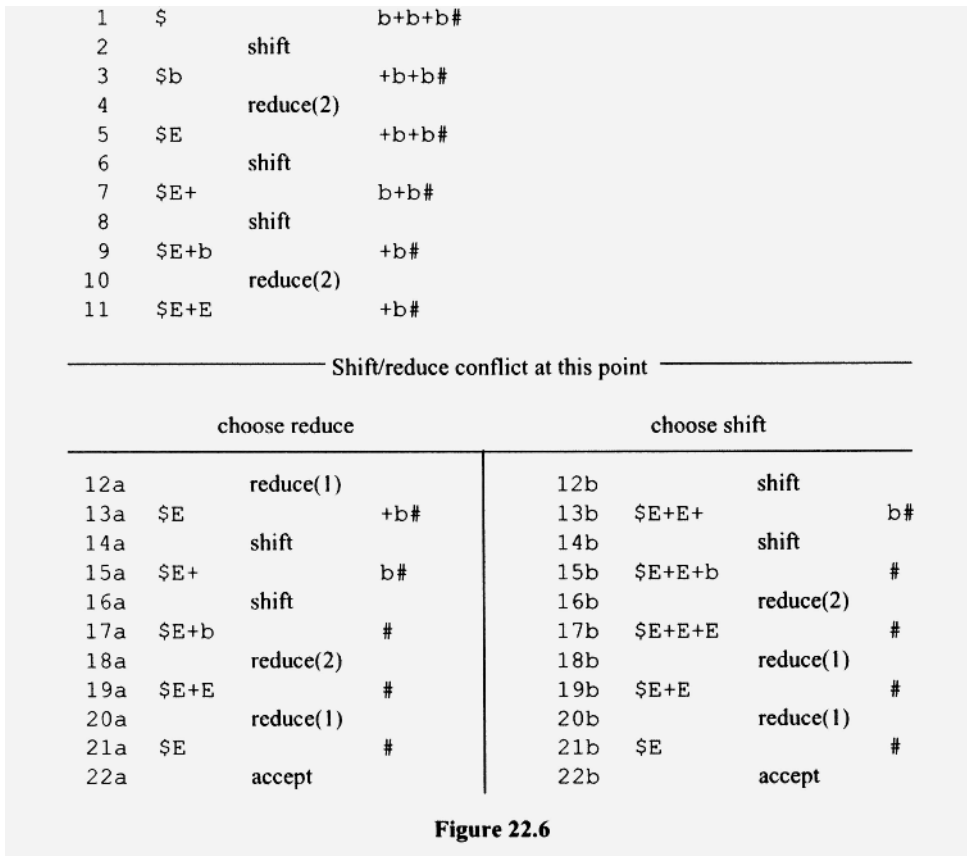 1 $ b+b+b#
2 shift
3 $b +b+b#
4 reduce(2)
5 $E +b+b#
6 shift
7 $E+ b+b#
8 shift
9 $E+b +b#
10 reduce(2)
11 $E+E +b#
Shift/reduce conflict at this point
choose reduce choose shift
12a reduce(1) 12b shift
13a $E +b# 13b $E+E+ b#
14a shift 14b shift
15a $E+ b# 15b $E+E+b #
16a shift 16b reduce(2)
17a $E+b # 17b $E+E+E #
18a reduce(2) 18b reduce(1)
19a $E+E # 19b $E+E #
20a reduce(1) 20b reduce(1)
21a $E # 21b $E #
22a accept 22b accept
Figure 22.6